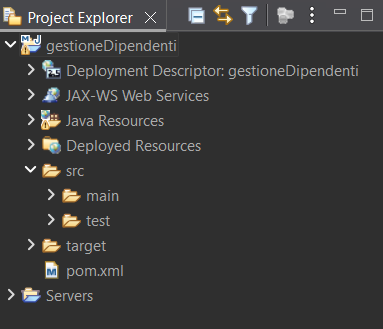 Project Explorer
gestioneDipendenti
Deployment Descriptor: gestioneDipendenti
JAX-WS Web Services
Java Resources
Deployed Resources
src
main
test
target
pom.xml
Servers